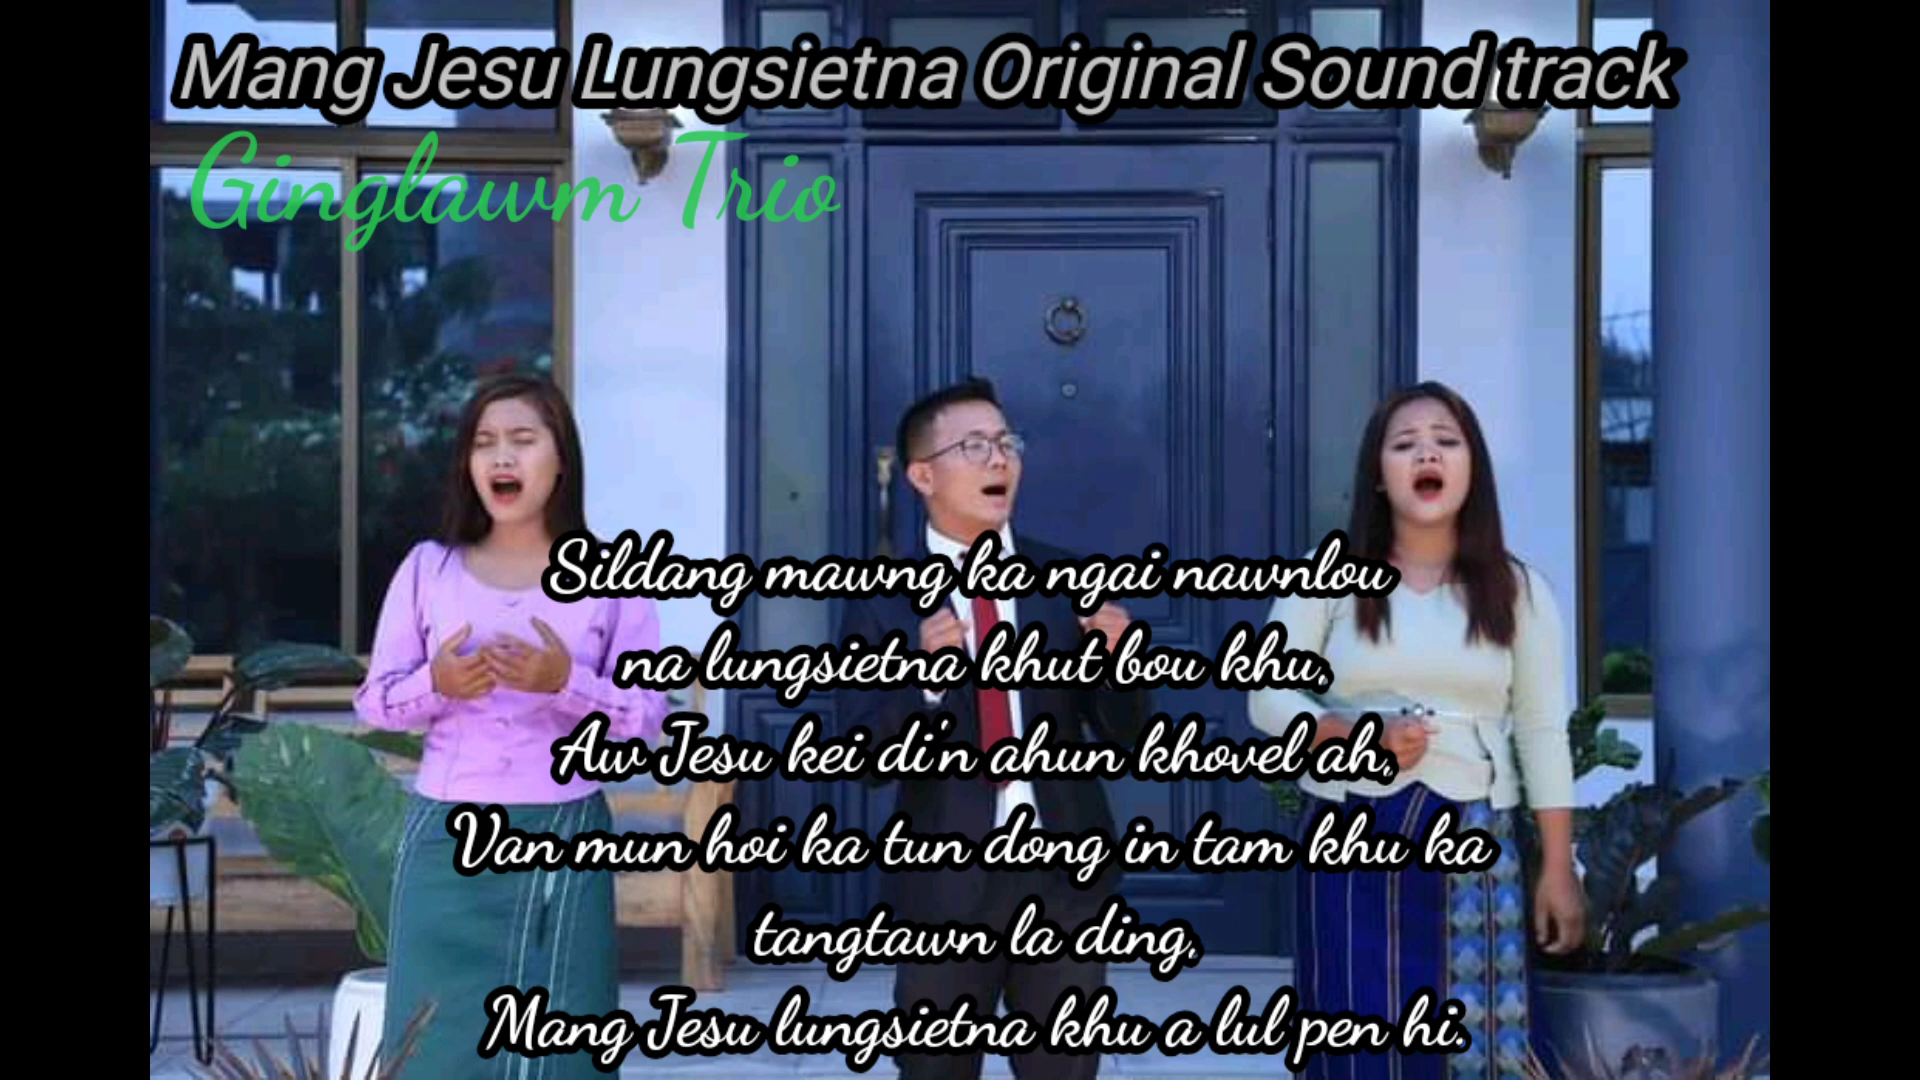 Mang Jesu Lungsietna Original Sound track
Ginglawm Trio
Sildang mawng ka ngai nawnlou
na lungsietna khut bou khu.
Aw Jesu kei di'n ahun khovel ah.
Van mun hoi ka tun dong in tam khu ka
tangtawn la ding.
Mang Jesu lungsietna khu a lul pen hi.